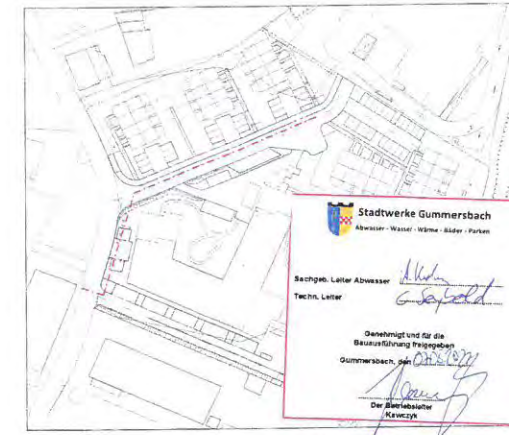 Stadtwerke Gummersbach
Abwasser - Wasser - Wärme - Bäder - Parken
Sachgeb. Leiter Abwasser
Techn. Leiter
Genehmigt und für die
Bauausführung freigegeben
Gummersbach, den
Der Betriebsleiter
Kawczyk